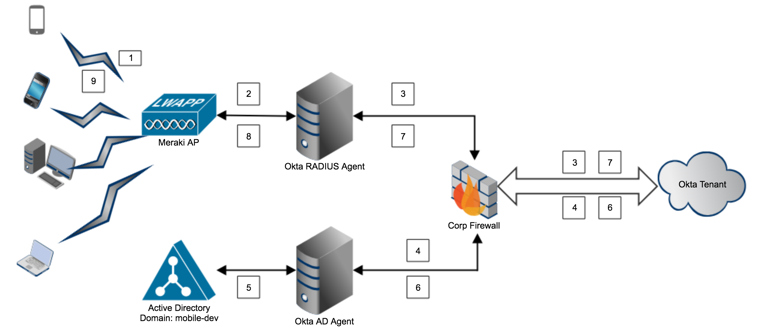 1
9
LWAPP
Meraki AP
2
8
Okta RADIUS Agent
3
7
Corp Firewall
3 7
4 6
Okta Tenant
Active Directory
Domain: mobile-dev
5
Okta AD Agent
4
6